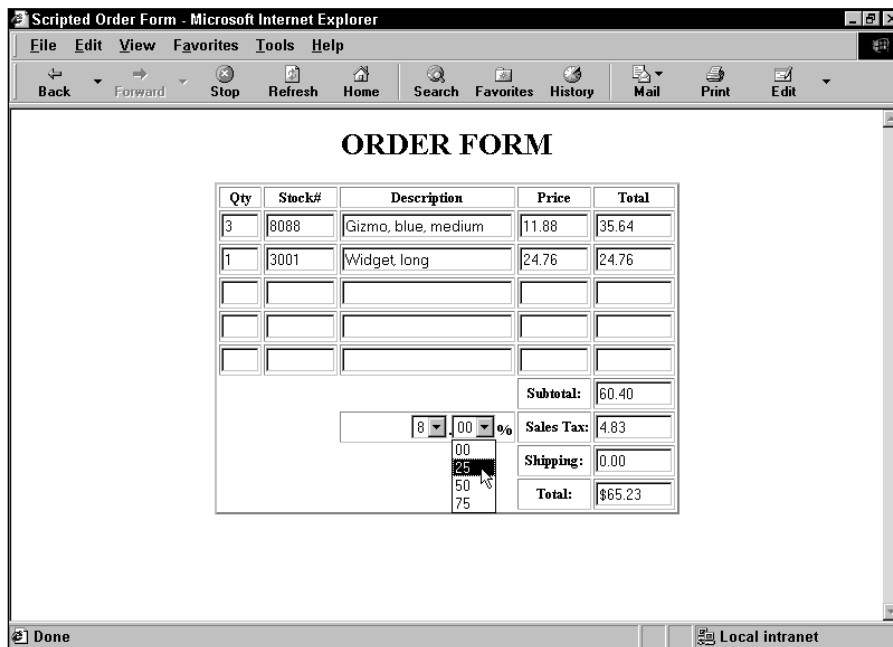 Scripted Order Form - Microsoft Internet Explorer
File Edit View Favorites Tools Help
Back Forward Stop Refresh Home Search Favorites History Mail Print Edit
ORDER FORM
Qty Stock# Description Price Total
3 8088 Gizmo, blue, medium 11.88 35.64
1 3001 Widget, long 24.76 24.76
Subtotal: 60.40
8 . 00 % Sales Tax: 4.83
00
25 Shipping: 0.00
50
75 Total: $65.23
Done Local intranet